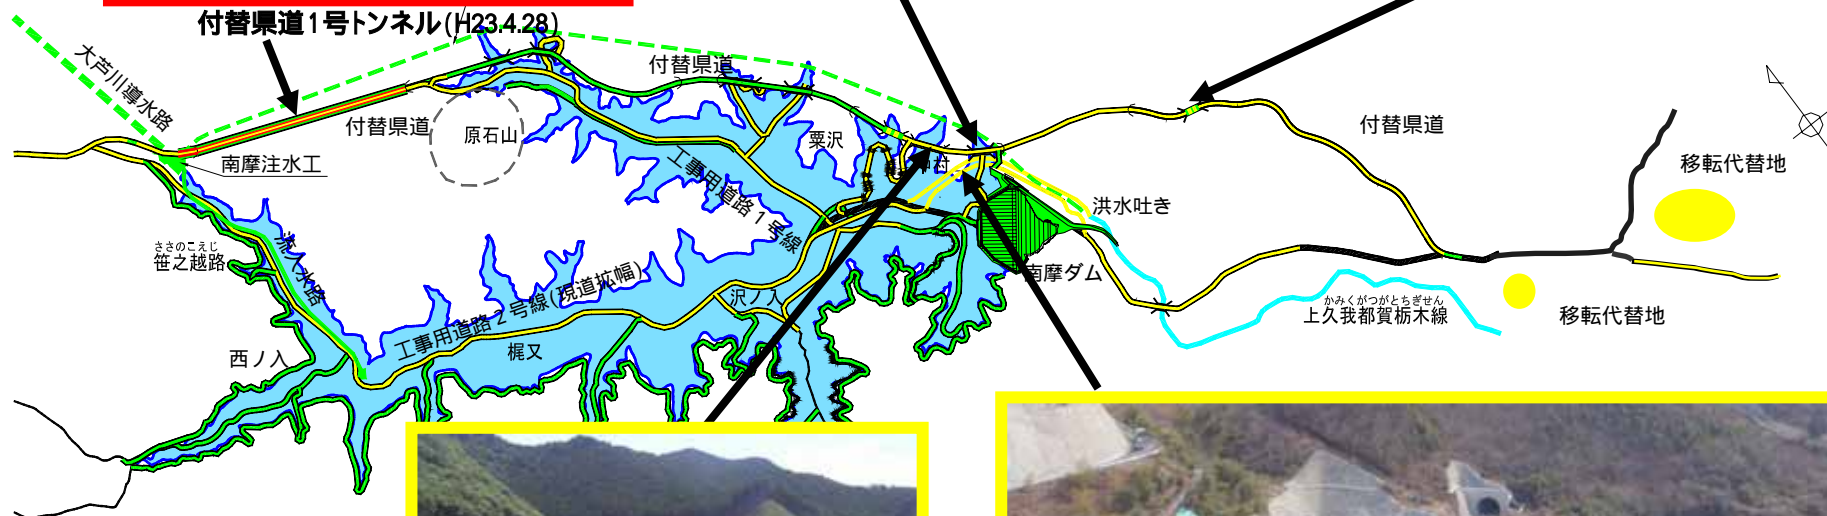 付替県道1号トンネル(H23.4.28)
大芦川導水路
付替県道
付替県道
原石山
粟沢
付替県道
移転代替地
南摩注水工
工事用道路1号線
洪水吐き
ささのこえじ
笹之越路
流入水路
南摩ダム
工事用道路2号線(現道拡幅)
沢ノ入
かみくがつがとちぎせん
上久我都賀栃木線
移転代替地
西ノ入
梶又